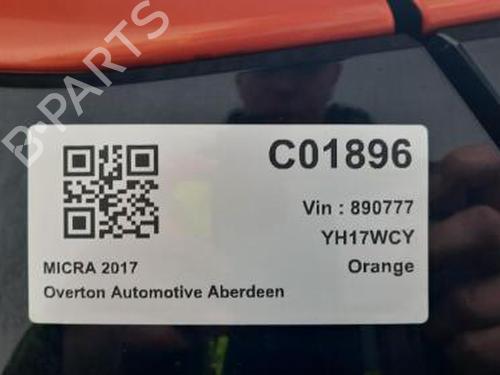 B-PARTS
C01896
Vin : 890777
YH17WCY
MICRA 2017
Orange
Overton Automotive Aberdeen